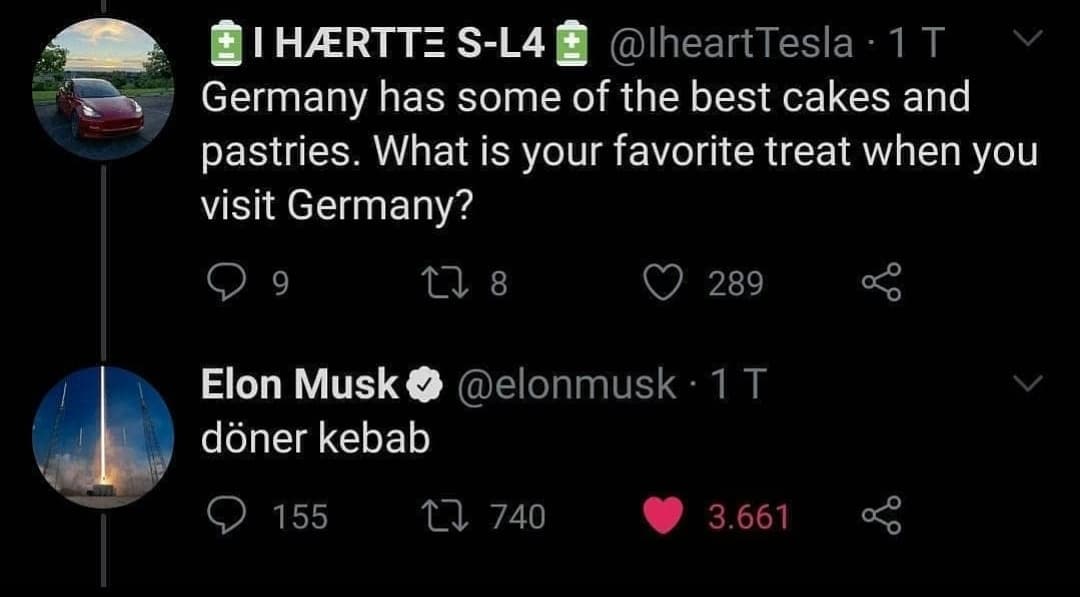 🔋I HÆRTTΞ S-L4🔋 @IheartTesla · 1 T
Germany has some of the best cakes and
pastries. What is your favorite treat when you
visit Germany?
9 8 289
Elon Musk @elonmusk · 1 T
döner kebab
155 740 3.661